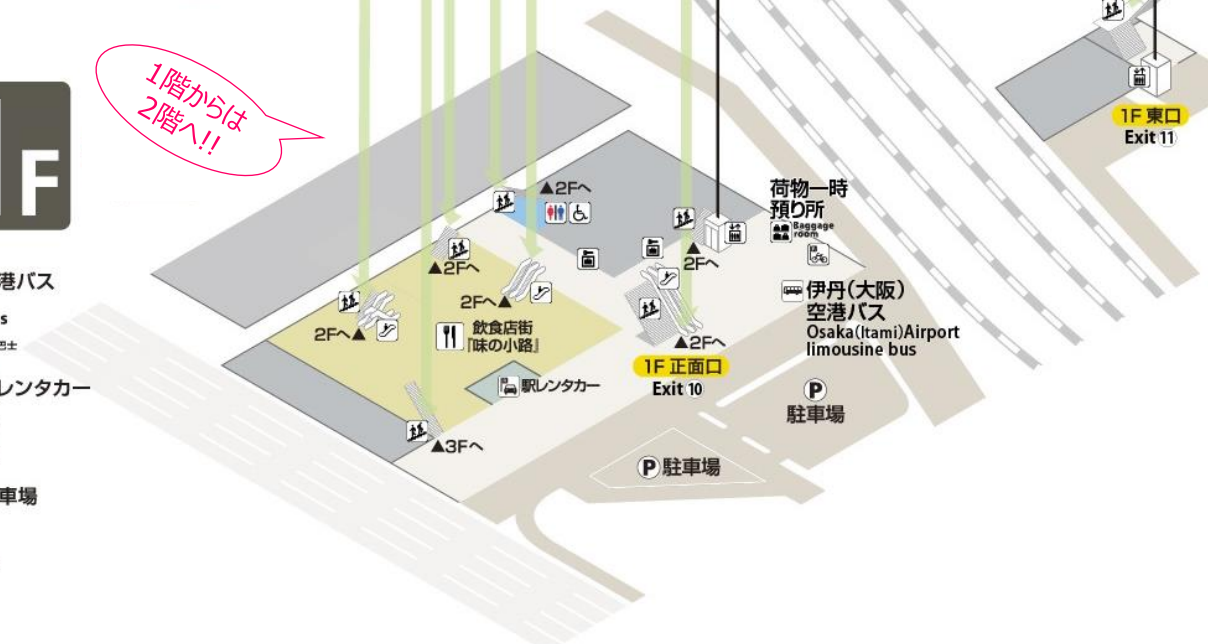 1階からは
2階へ!!
F
1F 東口
Exit 11
▲2Fへ
荷物一時
預り所
Baggage
room
▲2Fへ
▲
2Fへ
港バス
s
巴士
伊丹(大阪)
空港バス
Osaka(Itami)Airport
limousine bus
2Fへ▲
2Fへ▲
飲食店街
『味の小路』
▲2Fへ
1F 正面口
Exit 10
レンタカー
駅レンタカー
P
駐車場
▲3Fへ
P 駐車場
車場